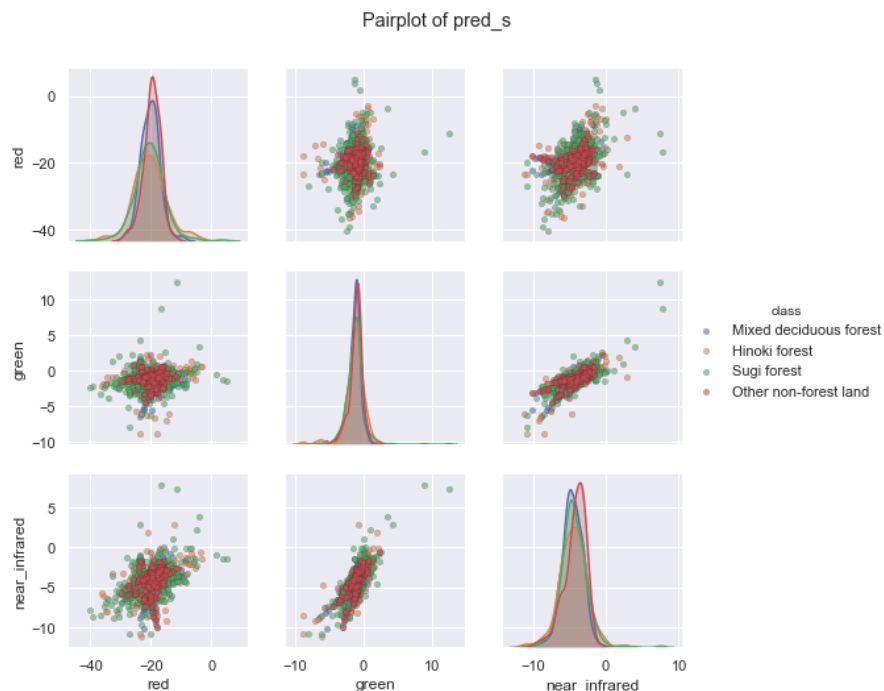 Pairplot of pred_s
0
−20
−40
red
10
5
0
−5
−10
green
5
0
−5
−10
near_infrared
−40
−20
0
red
−10
0
10
green
−10
0
10
near_infrared
class
Mixed deciduous forest
Hinoki forest
Sugi forest
Other non-forest land